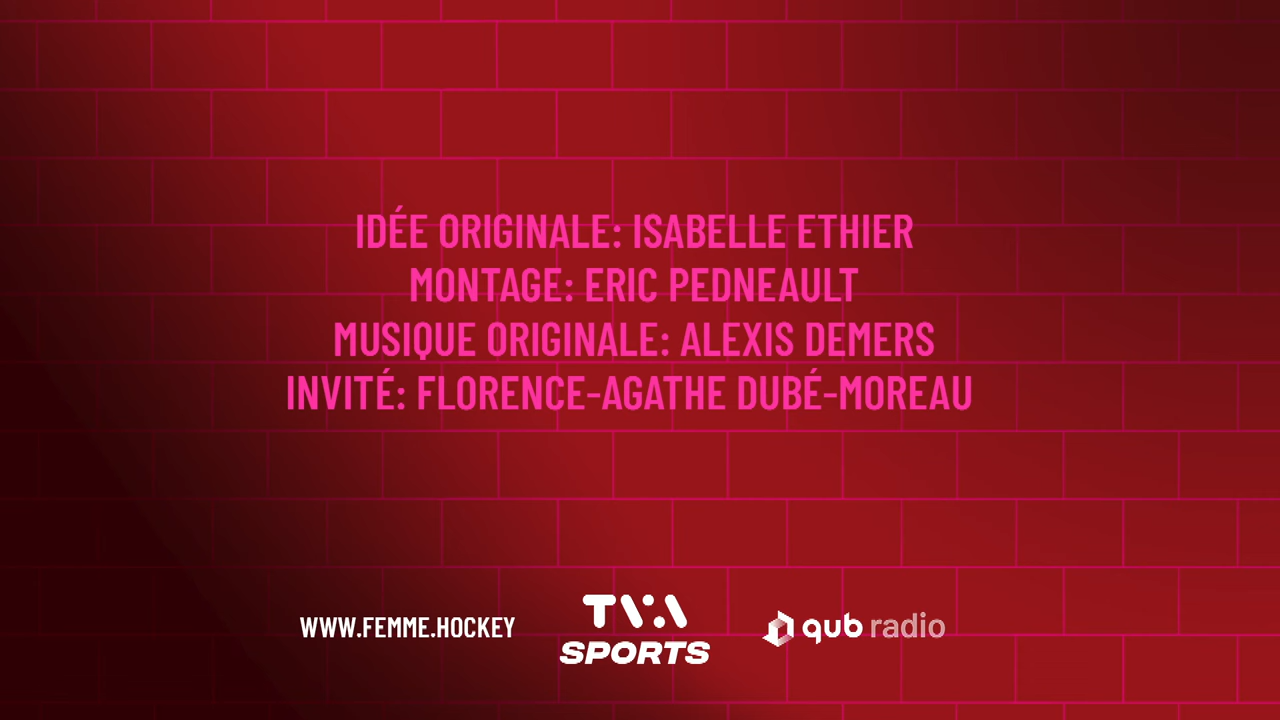 IDÉE ORIGINALE: ISABELLE ETHIER
MONTAGE: ERIC PEDNEAULT
MUSIQUE ORIGINALE: ALEXIS DEMERS
INVITÉ: FLORENCE-AGATHE DUBÉ-MOREAU
WWW.FEMME.HOCKEY
TVA
SPORTS
qub radio